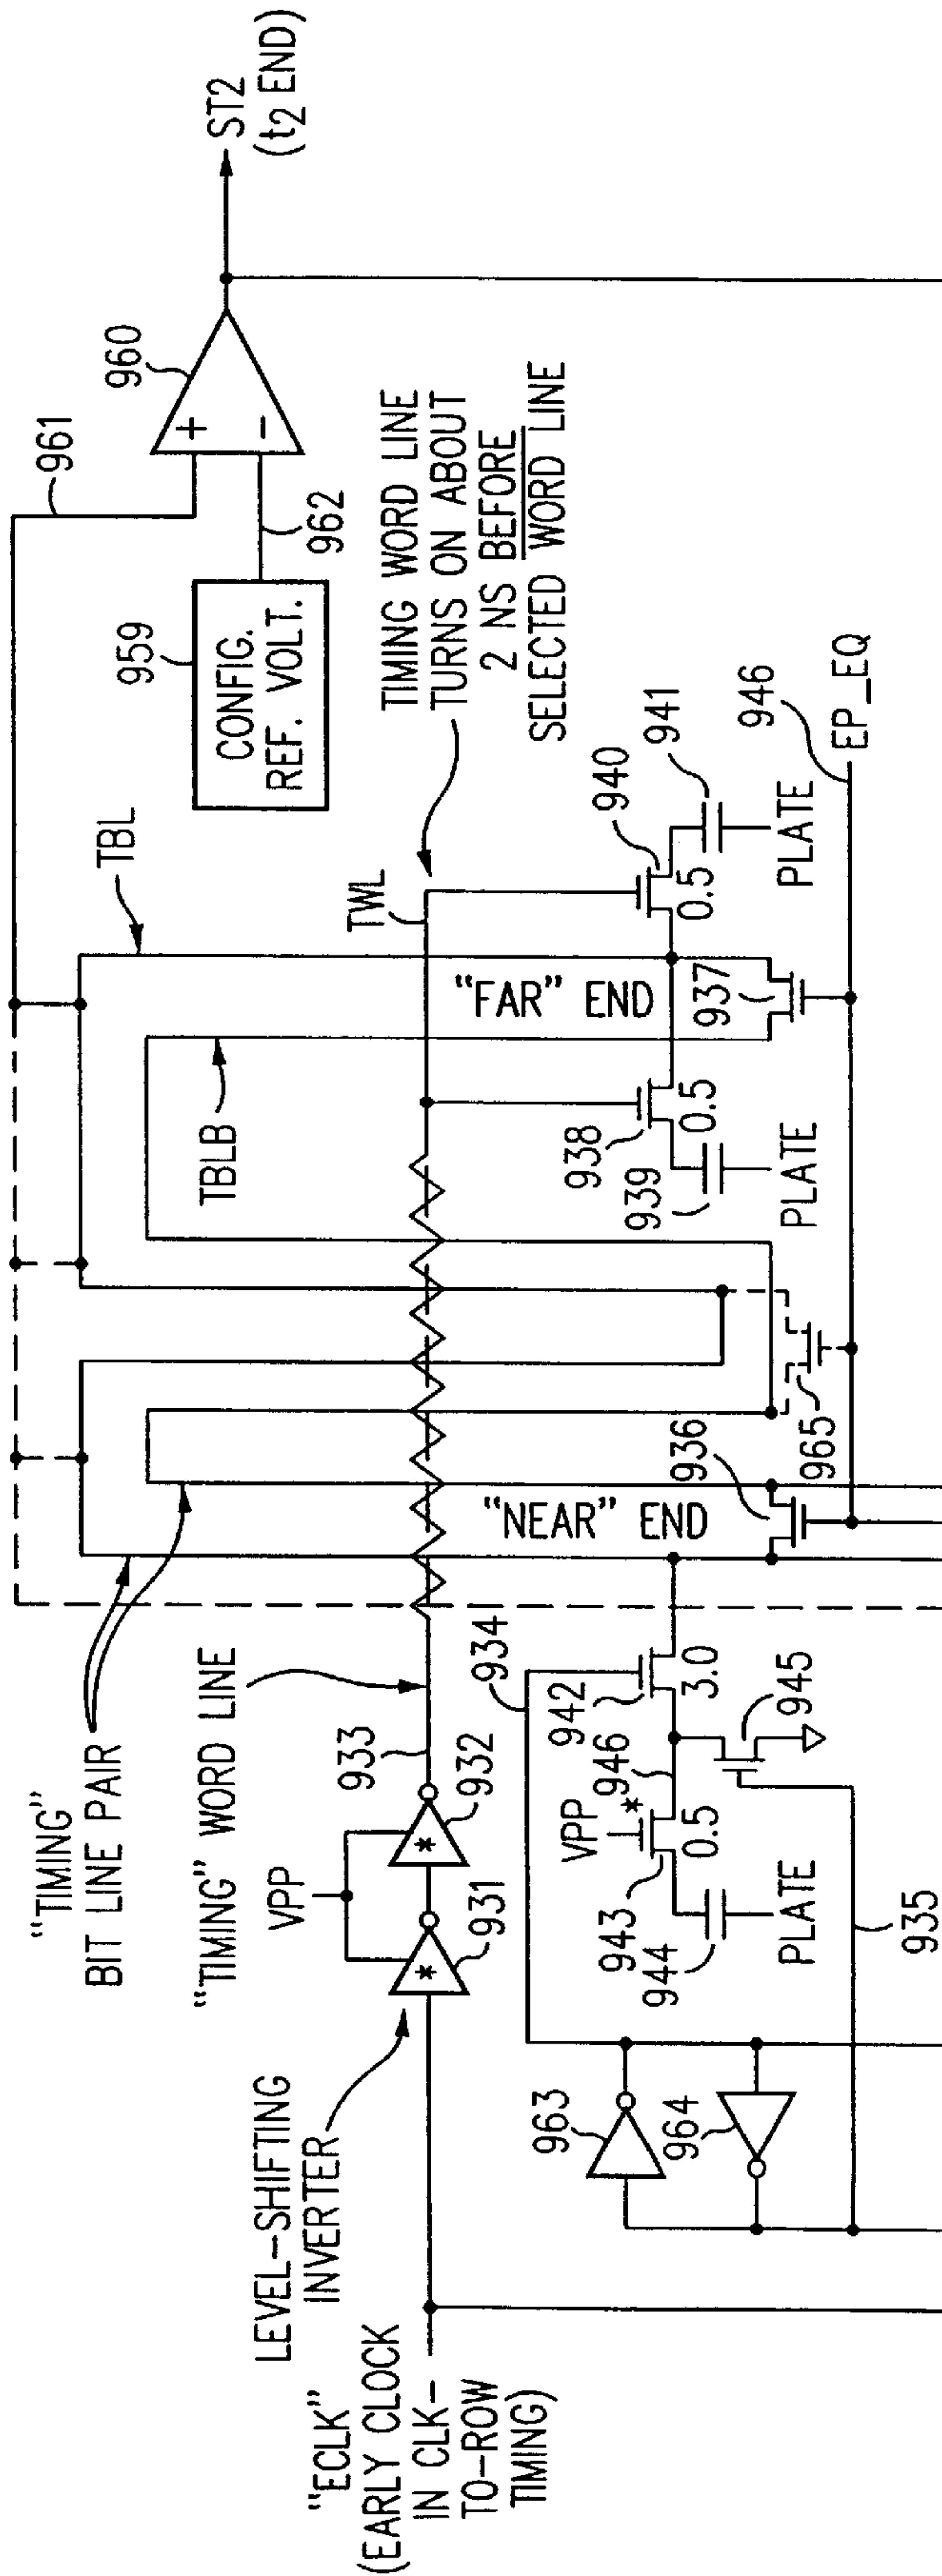 "TIMING"
BIT LINE PAIR
"TIMING" WORD LINE
LEVEL-SHIFTING
INVERTER
"ECLK"
(EARLY CLOCK
IN CLK-
TO-ROW
TIMING)
VPP
931
932
933
TBLB
TBL
TWL
961
960
+
-
ST2
(t2 END)
959
CONFIG.
REF. VOLT.
962
TIMING WORD LINE
TURNS ON ABOUT
2 NS BEFORE
SELECTED WORD LINE
"NEAR" END
"FAR" END
934
942
3.0
946
VPP
*
943
0.5
944
PLATE
945
935
963
964
936
965
938
0.5
939
PLATE
937
940
0.5
941
PLATE
946
EP_EQ
*
*